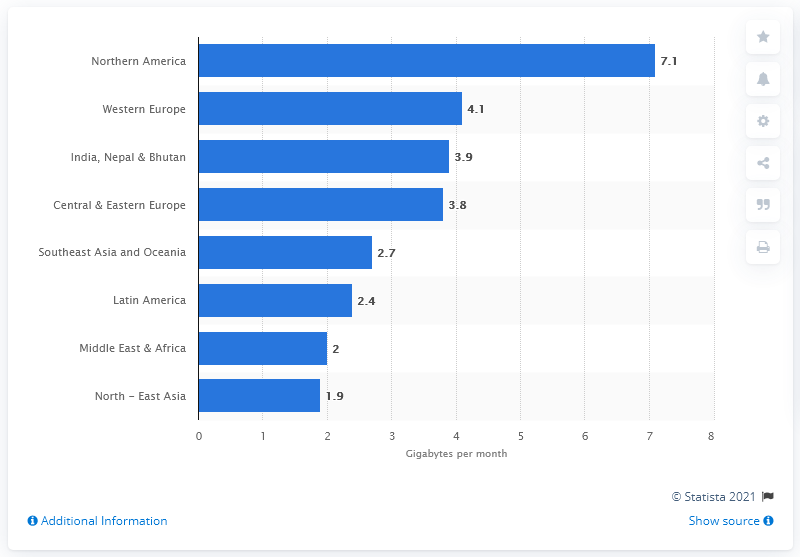 Northern America 7.1
Western Europe 4.1
India, Nepal & Bhutan 3.9
Central & Eastern Europe 3.8
Southeast Asia and Oceania 2.7
Latin America 2.4
Middle East & Africa 2
North - East Asia 1.9
0 1 2 3 4 5 6 7 8
Gigabytes per month
© Statista 2021
Additional Information Show source